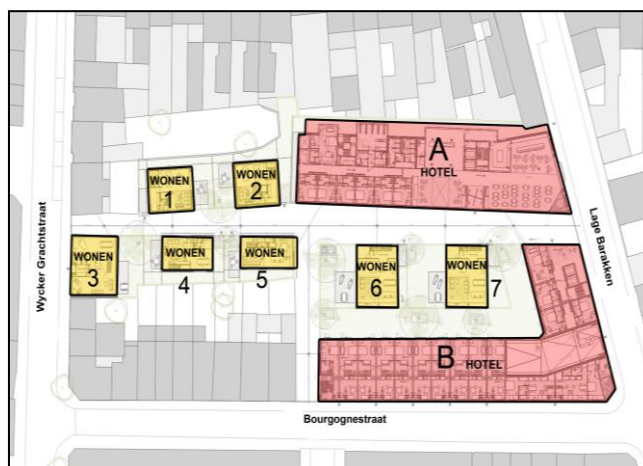 A
HOTEL
WONEN
1
WONEN
2
WONEN
3
WONEN
4
WONEN
5
WONEN
6
WONEN
7
B HOTEL
Wycker Grachtstraat
Lage Barakken
Bourgognestraat